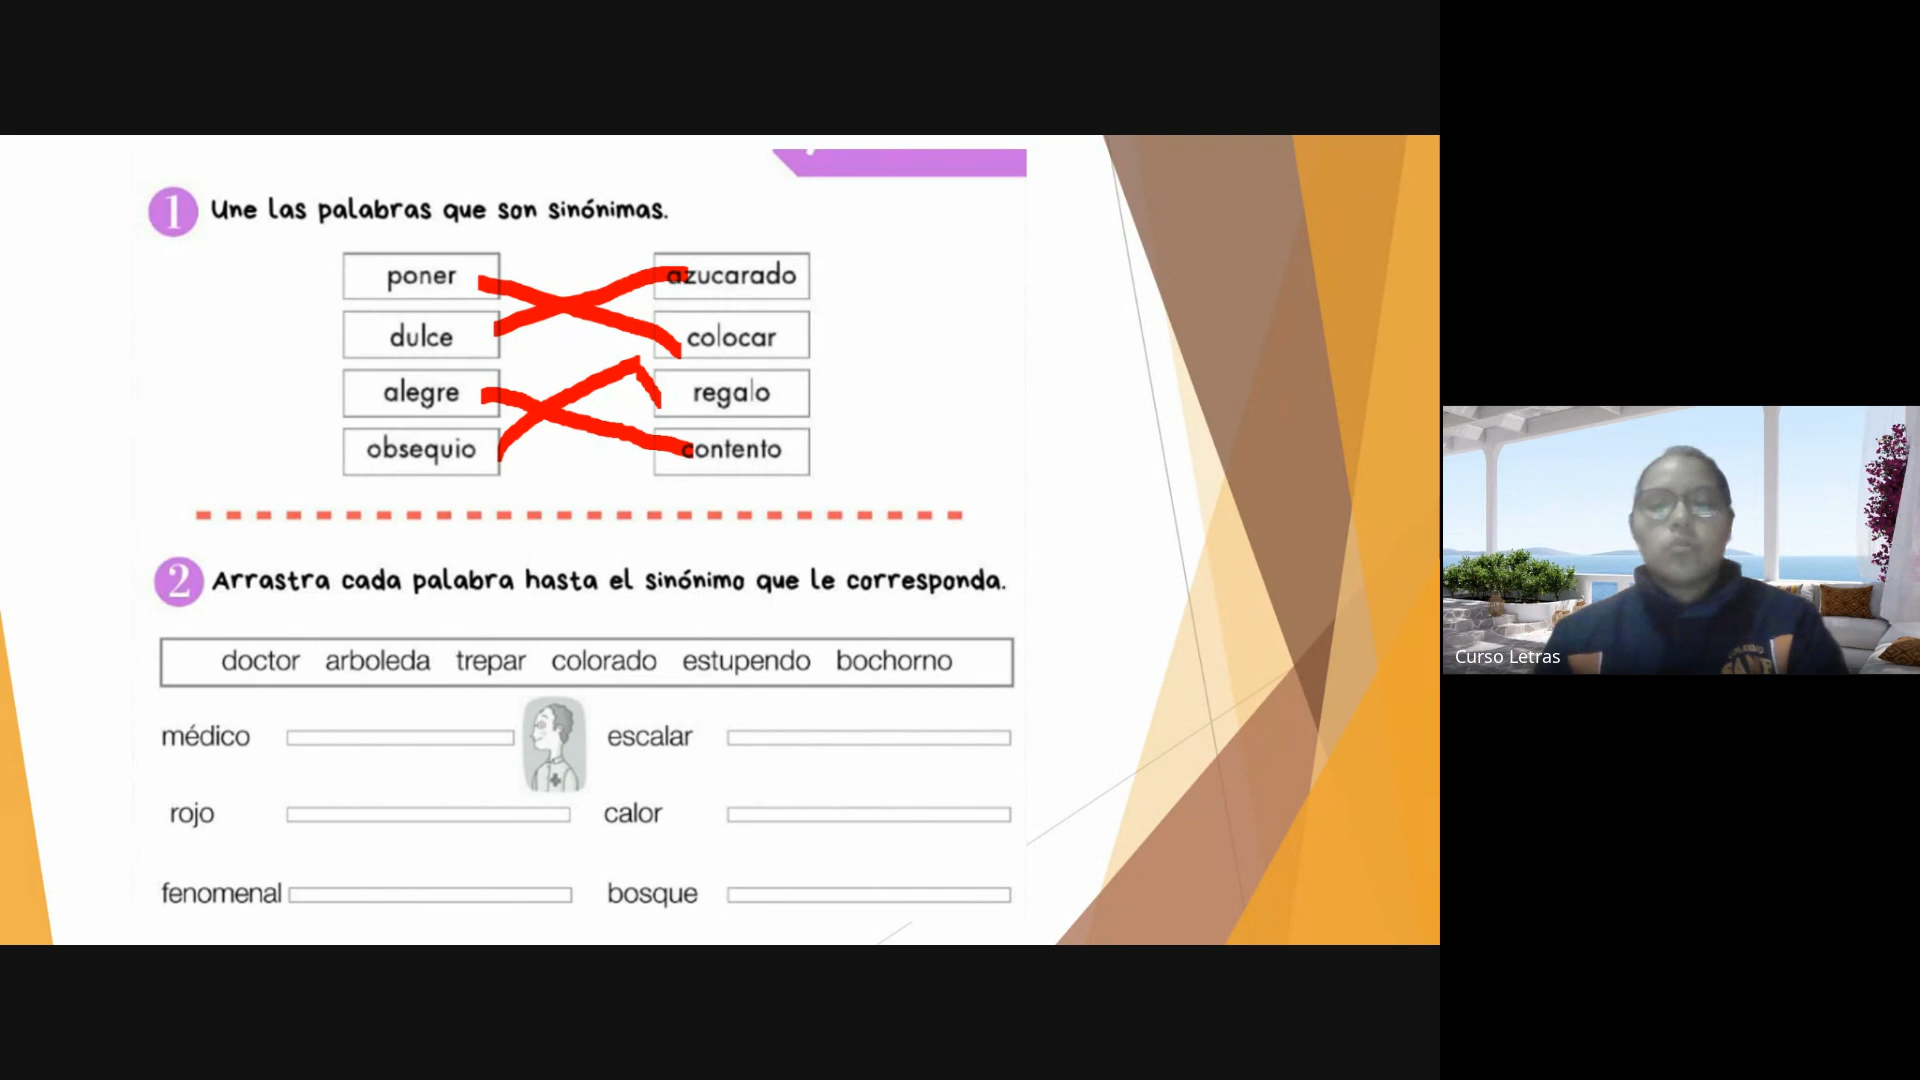 1 Une las palabras que son sinónimas.
poner azucarado
dulce colocar
alegre regalo
obsequio contento
2 Arrastra cada palabra hasta el sinónimo que le corresponda.
doctor arboleda trepar colorado estupendo bochorno
médico escalar
rojo calor
fenomenal bosque
Curso Letras